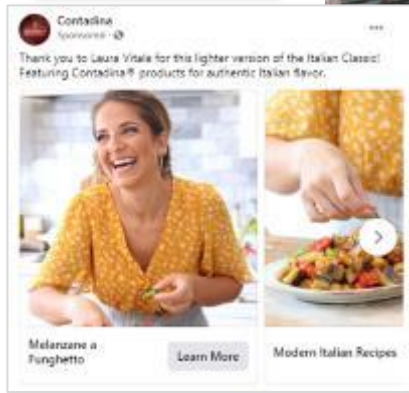 Contadina
Sponsored ·
Thank you to Laura Vitale for this lighter version of the Italian Classic!
Featuring Contadina® products for authentic Italian flavor.
Melanzane a
Funghetto
Learn More
Modern Italian Recipes